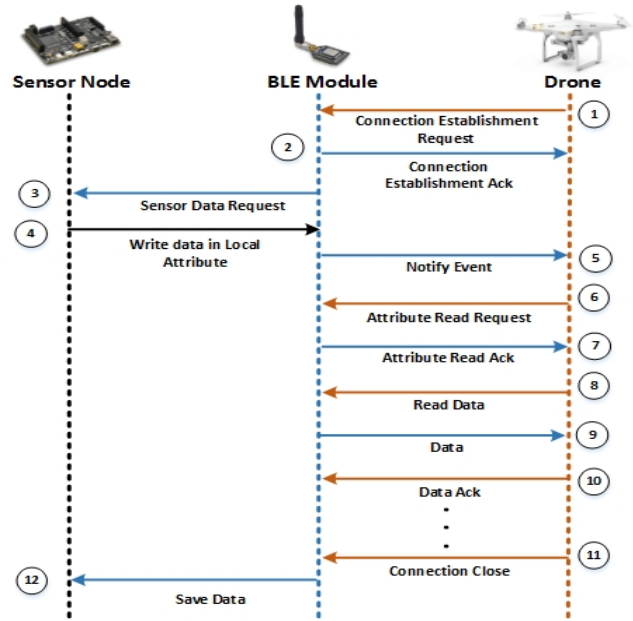 Sensor Node
BLE Module
Drone
1
Connection Establishment
Request
2
Connection
Establishment Ack
3
Sensor Data Request
4
Write data in Local
Attribute
5
Notify Event
6
Attribute Read Request
7
Attribute Read Ack
8
Read Data
9
Data
10
Data Ack
11
Connection Close
12
Save Data